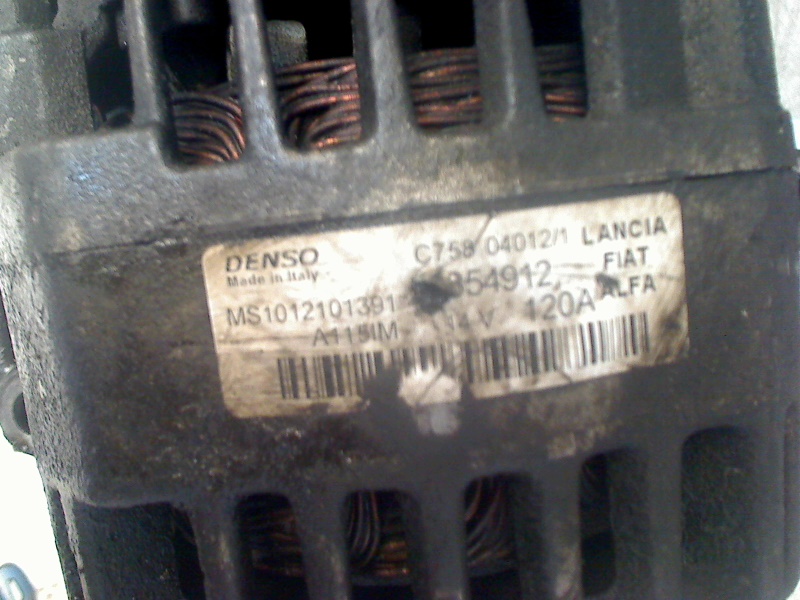 DENSO C758 04012/1 LANCIA
Made in Italy FIAT
MS1012101391 120A ALFA
A115IM V